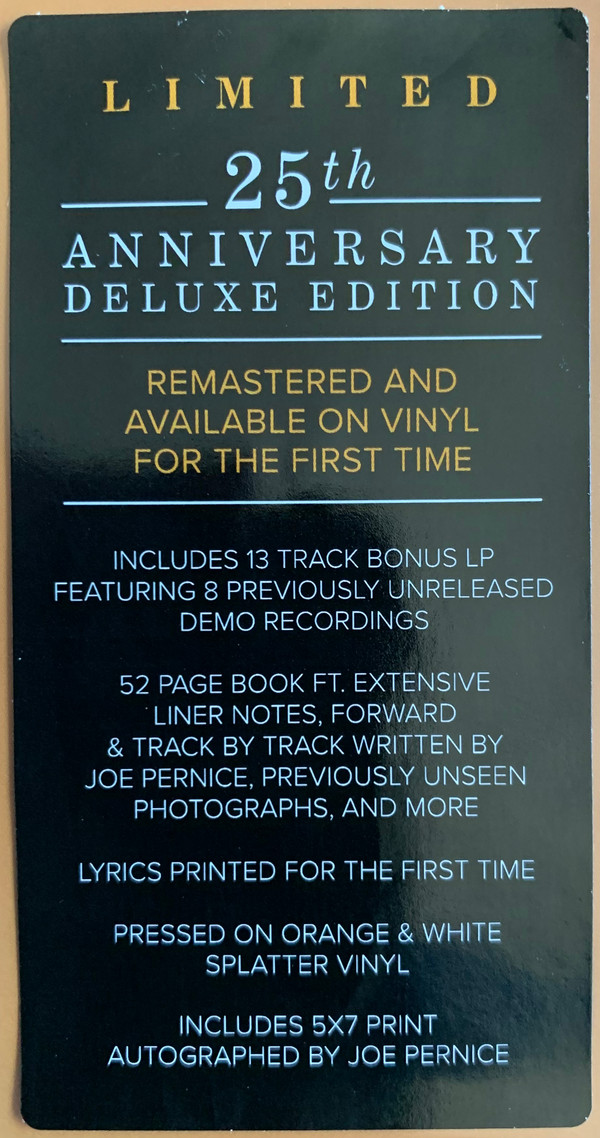 LIMITED
25th
ANNIVERSARY
DELUXE EDITION
REMASTERED AND
AVAILABLE ON VINYL
FOR THE FIRST TIME
INCLUDES 13 TRACK BONUS LP
FEATURING 8 PREVIOUSLY UNRELEASED
DEMO RECORDINGS
52 PAGE BOOK FT. EXTENSIVE
LINER NOTES, FORWARD
& TRACK BY TRACK WRITTEN BY
JOE PERNICE, PREVIOUSLY UNSEEN
PHOTOGRAPHS, AND MORE
LYRICS PRINTED FOR THE FIRST TIME
PRESSED ON ORANGE & WHITE
SPLATTER VINYL
INCLUDES 5X7 PRINT
AUTOGRAPHED BY JOE PERNICE